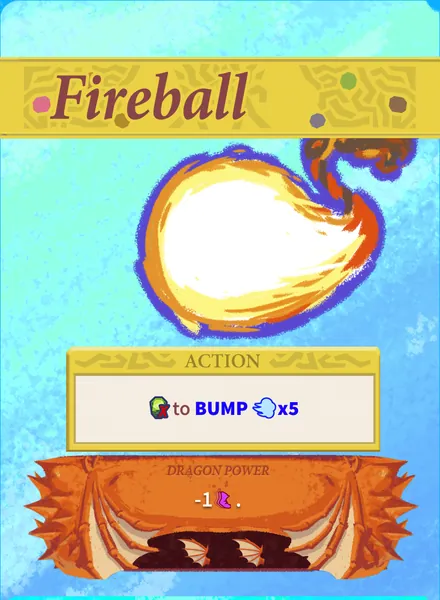 Fireball
ACTION
to BUMP x5
DRAGON POWER
-1 .